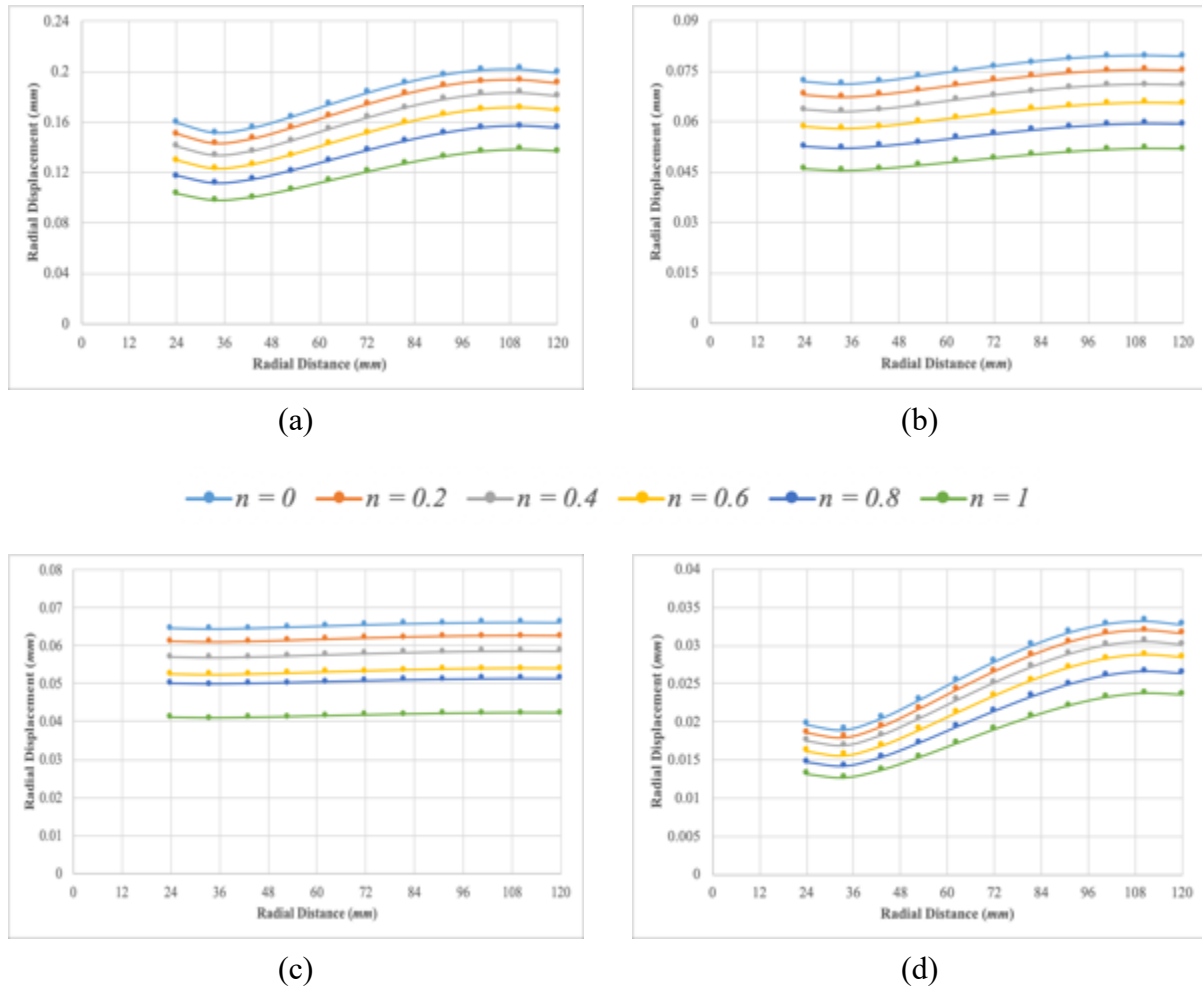 0.24
0.2
0.16
0.12
0.08
0.04
0
Radial Displacement (mm)
0 12 24 36 48 60 72 84 96 108 120
Radial Distance (mm)
(a)
0.09
0.075
0.06
0.045
0.03
0.015
0
Radial Displacement (mm)
0 12 24 36 48 60 72 84 96 108 120
Radial Distance (mm)
(b)
n = 0 n = 0.2 n = 0.4 n = 0.6 n = 0.8 n = 1
0.08
0.07
0.06
0.05
0.04
0.03
0.02
0.01
0
Radial Displacement (mm)
0 12 24 36 48 60 72 84 96 108 120
Radial Distance (mm)
(c)
0.04
0.035
0.03
0.025
0.02
0.015
0.01
0.005
0
Radial Displacement (mm)
0 12 24 36 48 60 72 84 96 108 120
Radial Distance (mm)
(d)